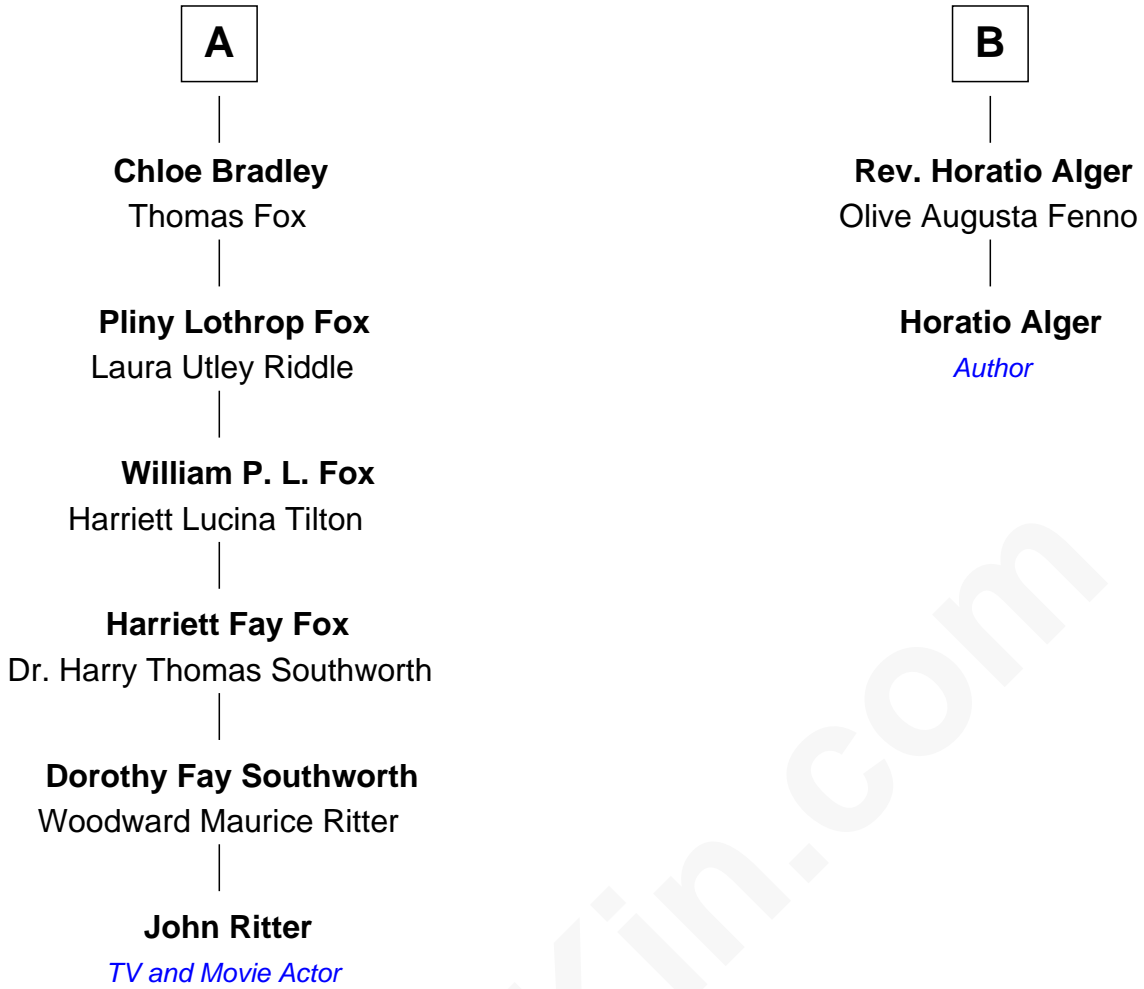 A
Chloe Bradley
Thomas Fox
Pliny Lothrop Fox
Laura Utley Riddle
William P. L. Fox
Harriett Lucina Tilton
Harriett Fay Fox
Dr. Harry Thomas Southworth
Dorothy Fay Southworth
Woodward Maurice Ritter
John Ritter
TV and Movie Actor
B
Rev. Horatio Alger
Olive Augusta Fenno
Horatio Alger
Author
Kin.com